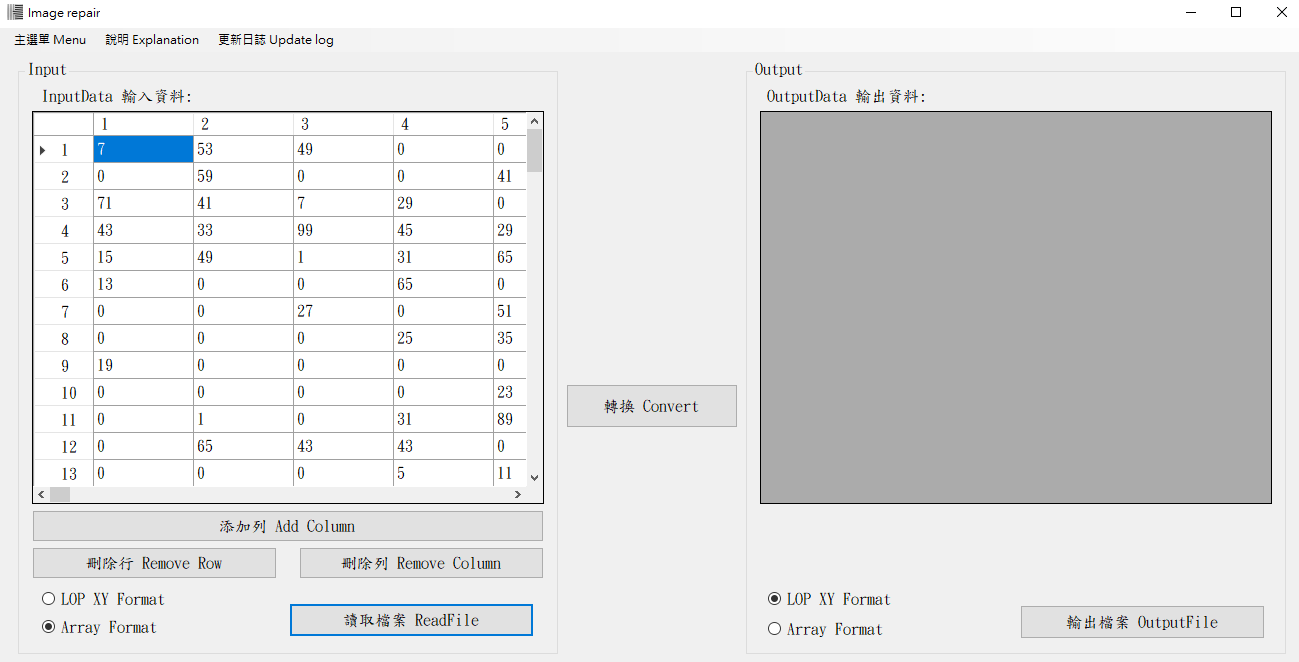 Image repair
主選單 Menu 說明 Explanation 更新日誌 Update log
Input
InputData 輸入資料:
1 2 3 4 5
1 7 53 49 0 0
2 0 59 0 0 41
3 71 41 7 29 0
4 43 33 99 45 29
5 15 49 1 31 65
6 13 0 0 65 0
7 0 0 27 0 51
8 0 0 0 25 35
9 19 0 0 0 0
10 0 0 0 0 23
11 0 1 0 31 89
12 0 65 43 43 0
13 0 0 0 5 11
添加列 Add Column
刪除行 Remove Row 刪除列 Remove Column
LOP XY Format
Array Format
讀取檔案 ReadFile
轉換 Convert
Output
OutputData 輸出資料:
LOP XY Format
Array Format
輸出檔案 OutputFile